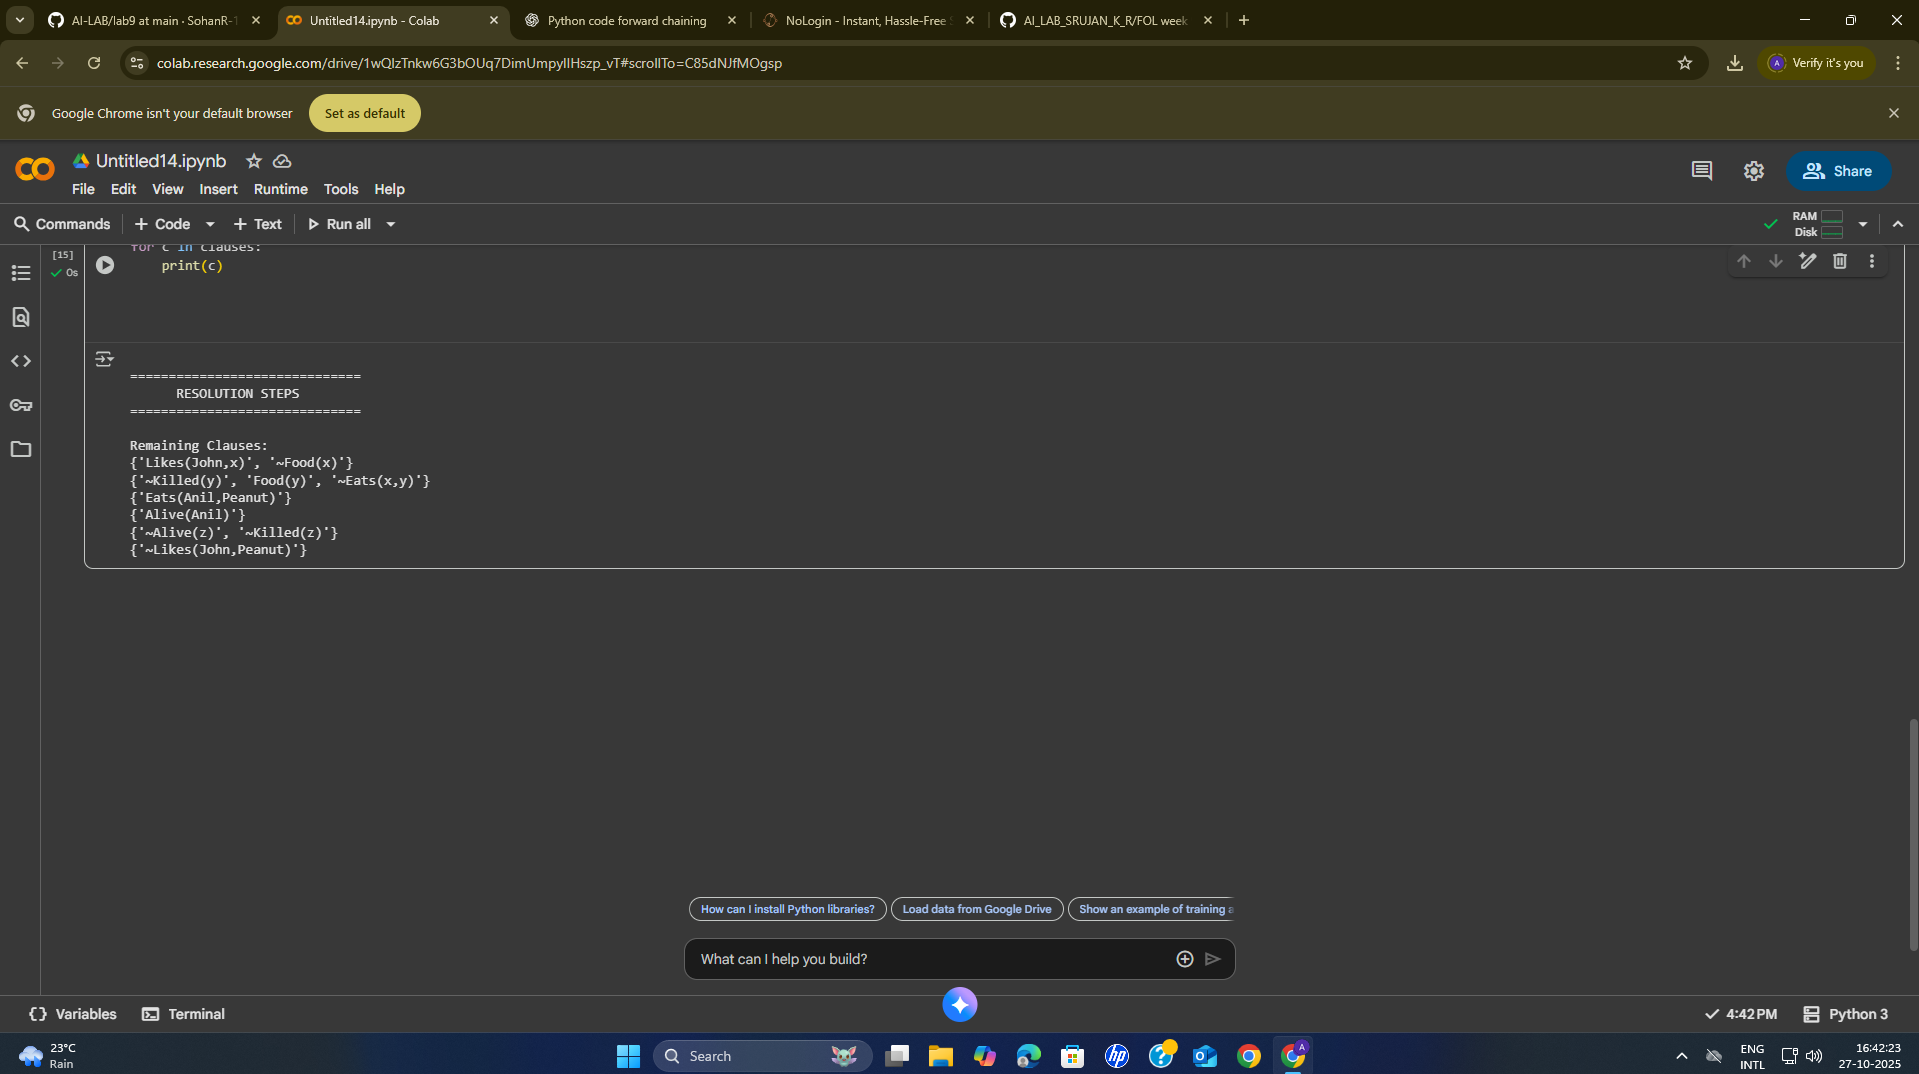 AI-LAB/lab9 at main · SohanR-1
Untitled14.ipynb - Colab
Python code forward chaining
NoLogin - Instant, Hassle-Free S
AI_LAB_SRUJAN_K_R/FOL week
colab.research.google.com/drive/1wQlzTnkw6G3bOUq7DimUmpyIlHszp_vT#scrollTo=C85dNJfMOgsp
A
Verify it's you
Google Chrome isn't your default browser
Set as default
Untitled14.ipynb
File Edit View Insert Runtime Tools Help
Share
Commands + Code + Text Run all
RAM
Disk
[15]
0s
for c in clauses:
print(c)
==============================
RESOLUTION STEPS
==============================
Remaining Clauses:
{'Likes(John,x)', '~Food(x)'}
{'~Killed(y)', 'Food(y)', '~Eats(x,y)'}
{'Eats(Anil,Peanut)'}
{'Alive(Anil)'}
{'~Alive(z)', '~Killed(z)'}
{'~Likes(John,Peanut)'}
How can I install Python libraries?
Load data from Google Drive
Show an example of training a
What can I help you build?
Variables
Terminal
4:42 PM
Python 3
23°C
Rain
Search
hp
A
ENG
INTL
16:42:23
27-10-2025